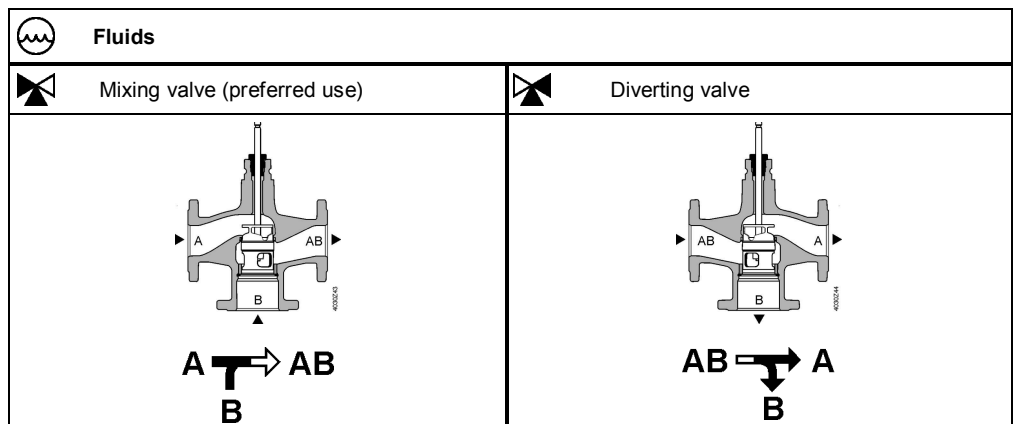 Fluids
Mixing valve (preferred use)
Diverting valve
A
AB
B
4030Z43
A
AB
B
AB
A
B
4030Z44
AB
A
B